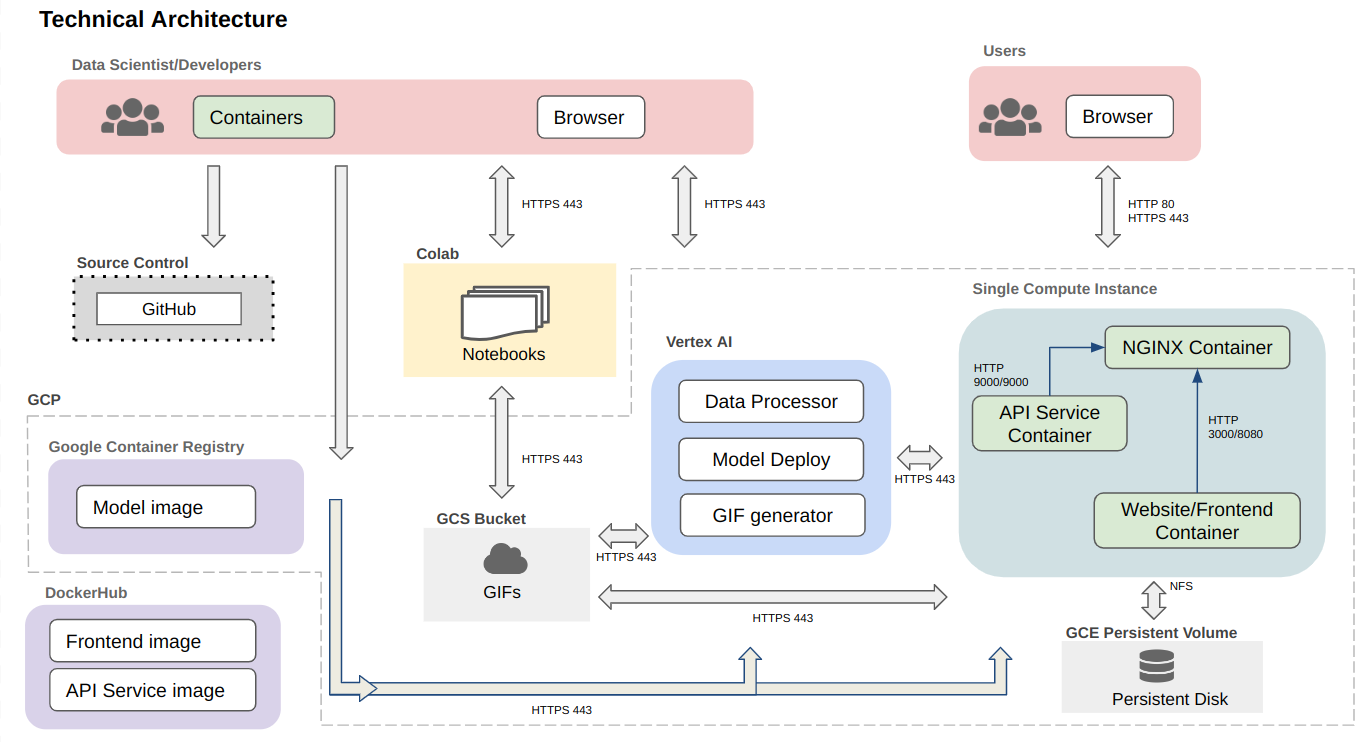 Technical Architecture
Data Scientist/Developers
Containers
Browser
Users
Browser
HTTPS 443
HTTPS 443
HTTP 80
HTTPS 443
Source Control
GitHub
Colab
Notebooks
GCP
Google Container Registry
Model image
DockerHub
Frontend image
API Service image
HTTPS 443
GCS Bucket
GIFs
Vertex AI
Data Processor
Model Deploy
GIF generator
HTTPS 443
HTTPS 443
HTTPS 443
HTTPS 443
Single Compute Instance
NGINX Container
HTTP
9000/9000
API Service
Container
HTTP
3000/8080
Website/Frontend
Container
NFS
GCE Persistent Volume
Persistent Disk